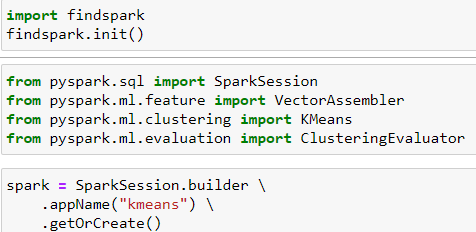 import findspark
findspark.init()
from pyspark.sql import SparkSession
from pyspark.ml.feature import VectorAssembler
from pyspark.ml.clustering import KMeans
from pyspark.ml.evaluation import ClusteringEvaluator
spark = SparkSession.builder \
    .appName("kmeans") \
    .getOrCreate()